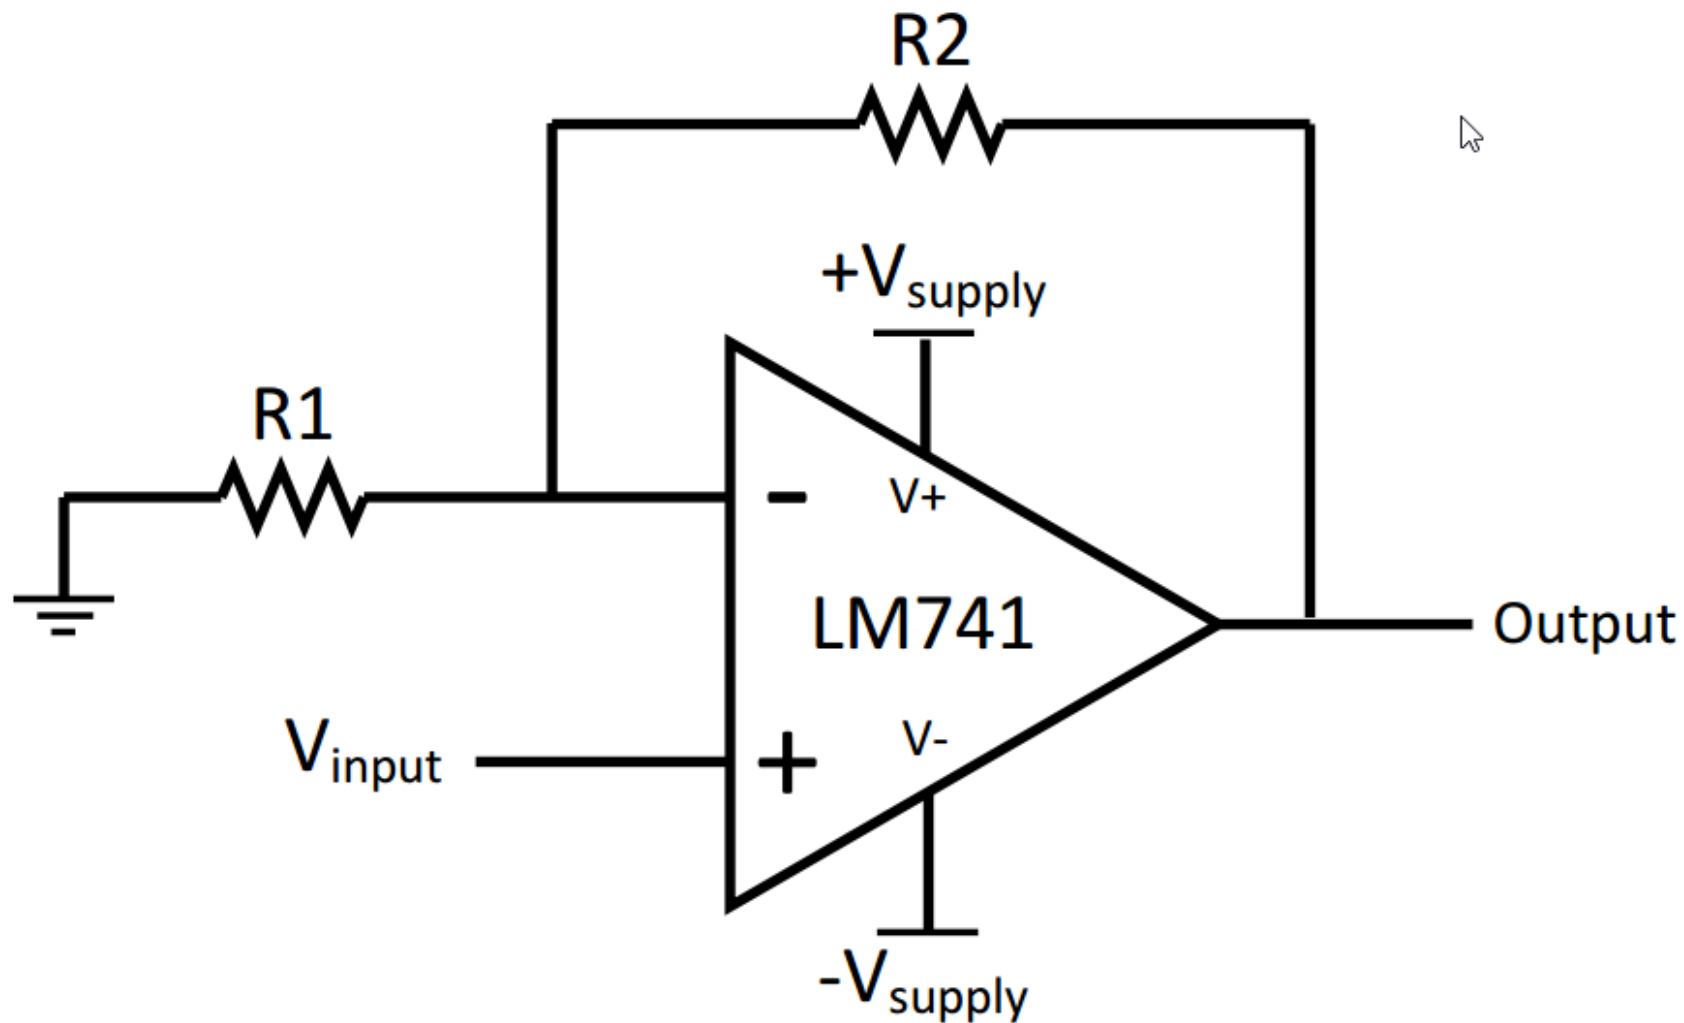 R2
+Vsupply
R1
-
V+
LM741
Output
Vinput
+
V-
-Vsupply